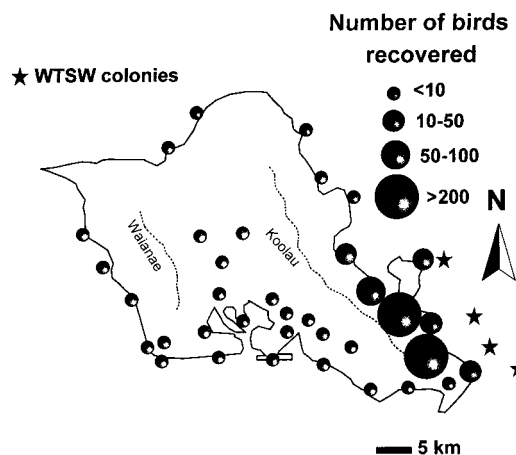 Number of birds
recovered
★ WTSW colonies
<10
10-50
50-100
>200
N
Waianae
Koolau
5 km